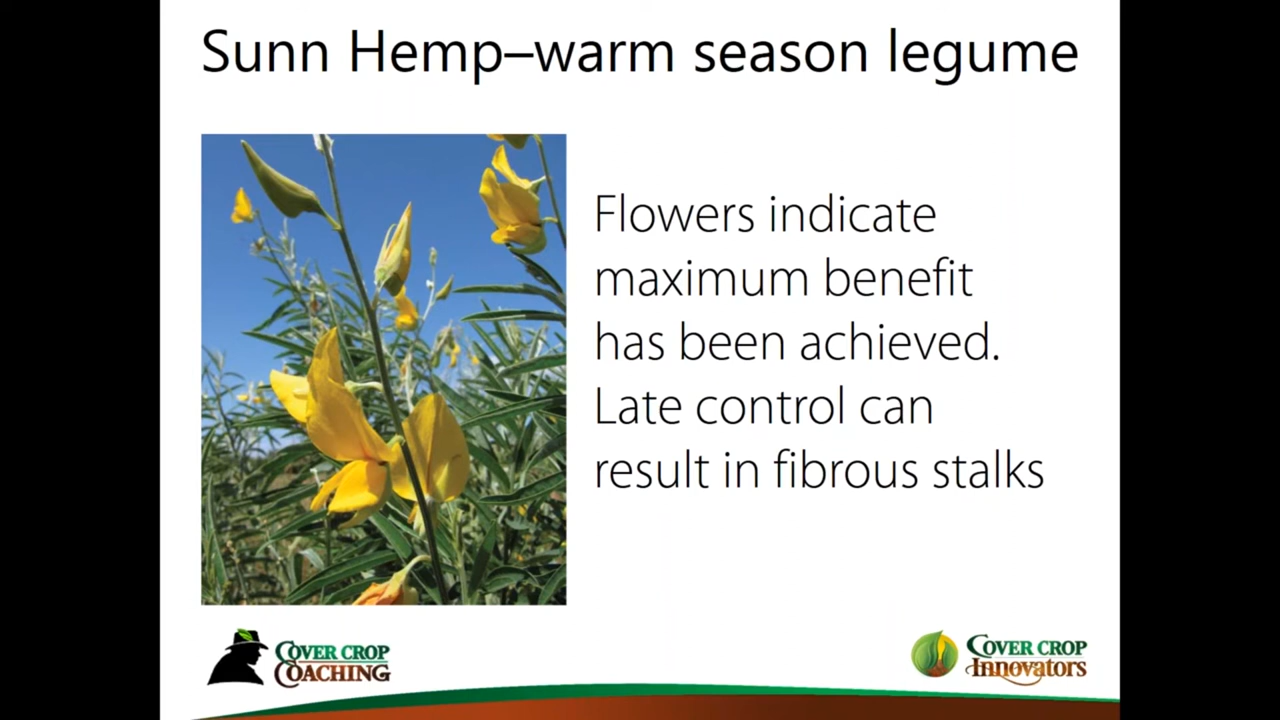 Sunn Hemp–warm season legume
Flowers indicate
maximum benefit
has been achieved.
Late control can
result in fibrous stalks
COVER CROP
COACHING
COVER CROP
Innovators